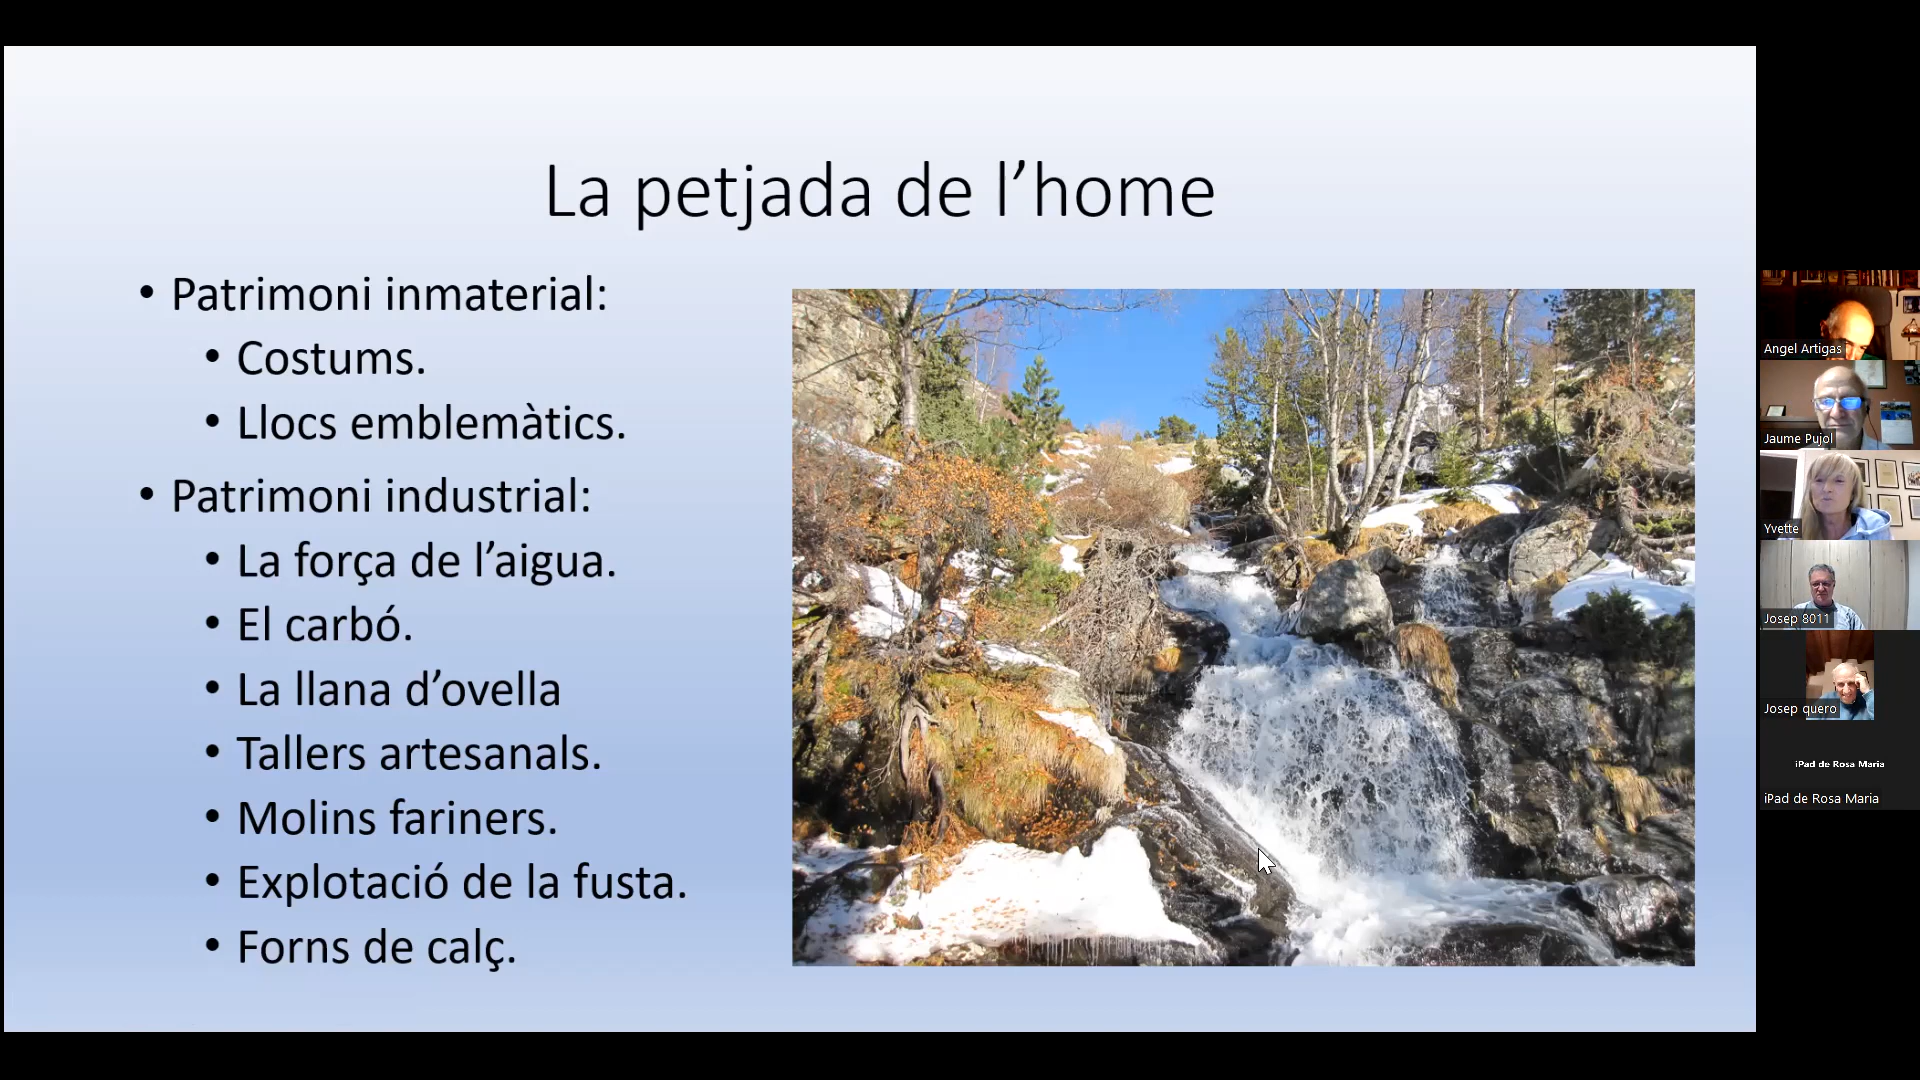 La petjada de l’home
• Patrimoni inmaterial:
• Costums.
• Llocs emblemàtics.
• Patrimoni industrial:
• La força de l’aigua.
• El carbó.
• La llana d’ovella
• Tallers artesanals.
• Molins fariners.
• Explotació de la fusta.
• Forns de calç.
Angel Artigas
Jaume Pujol
Yvette
Josep 8011
Josep quero
iPad de Rosa Maria
iPad de Rosa Maria